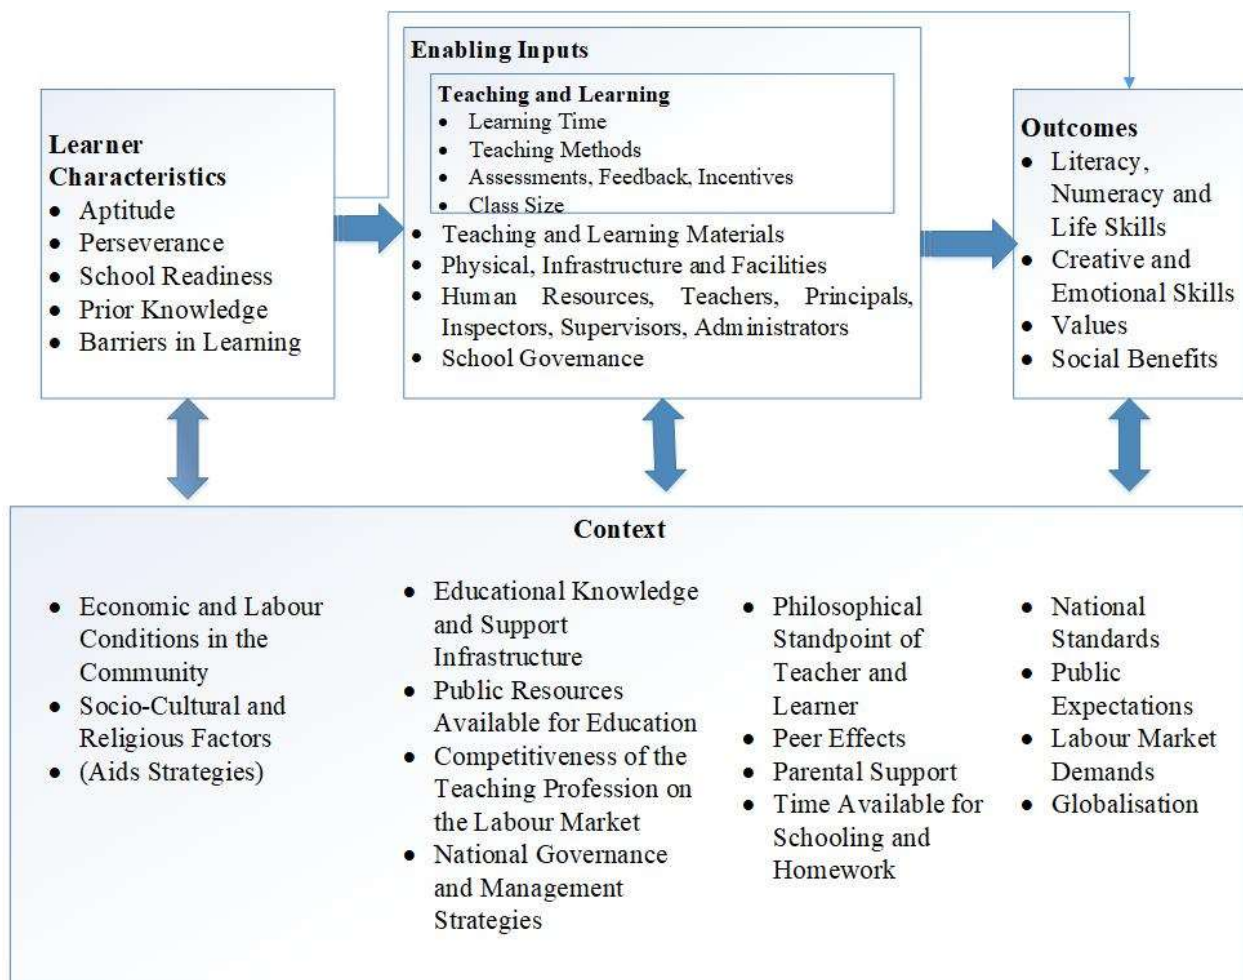 Learner
Characteristics
• Aptitude
• Perseverance
• School Readiness
• Prior Knowledge
• Barriers in Learning
Enabling Inputs
Teaching and Learning
• Learning Time
• Teaching Methods
• Assessments, Feedback, Incentives
• Class Size
• Teaching and Learning Materials
• Physical, Infrastructure and Facilities
• Human Resources, Teachers, Principals,
Inspectors, Supervisors, Administrators
• School Governance
Outcomes
• Literacy,
Numeracy and
Life Skills
• Creative and
Emotional Skills
• Values
• Social Benefits
Context
• Economic and Labour
Conditions in the
Community
• Socio-Cultural and
Religious Factors
• (Aids Strategies)
• Educational Knowledge
and Support
Infrastructure
• Public Resources
Available for Education
• Competitiveness of the
Teaching Profession on
the Labour Market
• National Governance
and Management
Strategies
• Philosophical
Standpoint of
Teacher and
Learner
• Peer Effects
• Parental Support
• Time Available for
Schooling and
Homework
• National
Standards
• Public
Expectations
• Labour Market
Demands
• Globalisation